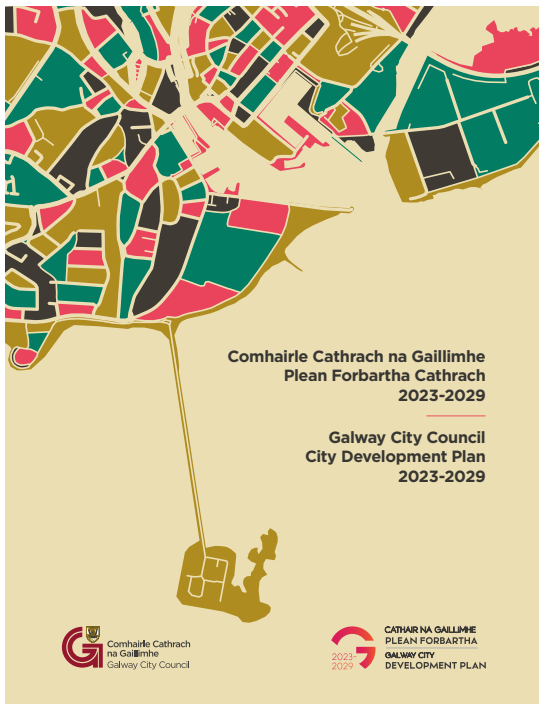 Comhairle Cathrach na Gaillimhe
Plean Forbartha Cathrach
2023-2029
Galway City Council
City Development Plan
2023-2029
Comhairle Cathrach
na Gaillimhe
Galway City Council
2023-
2029
CATHAIR NA GAILLIMHE
PLEAN FORBARTHA
GALWAY CITY
DEVELOPMENT PLAN